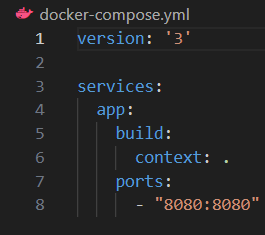 docker-compose.yml
1 version: '3'
2
3 services:
4   app:
5     build:
6       context: .
7     ports:
8       - "8080:8080"